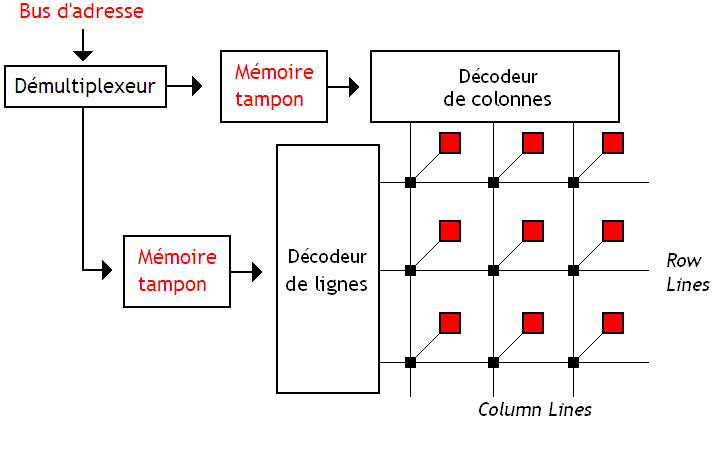 Bus d'adresse
Démultiplexeur
Mémoire
tampon
Décodeur
de colonnes
Mémoire
tampon
Décodeur
de lignes
Row
Lines
Column Lines